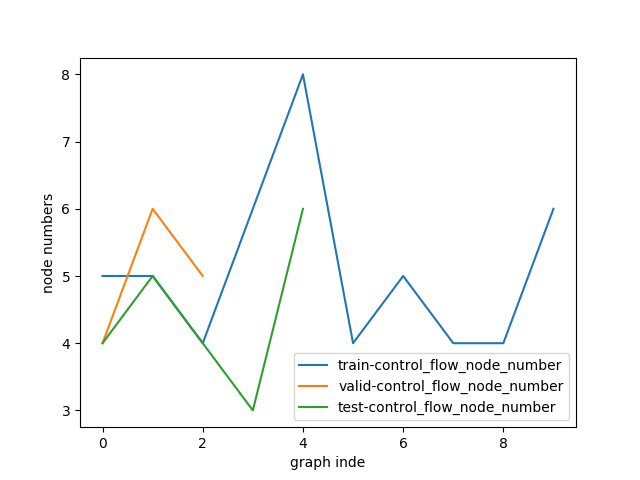 8
7
6
5
4
3
node numbers
train-control_flow_node_number
valid-control_flow_node_number
test-control_flow_node_number
0 2 4 6 8
graph inde